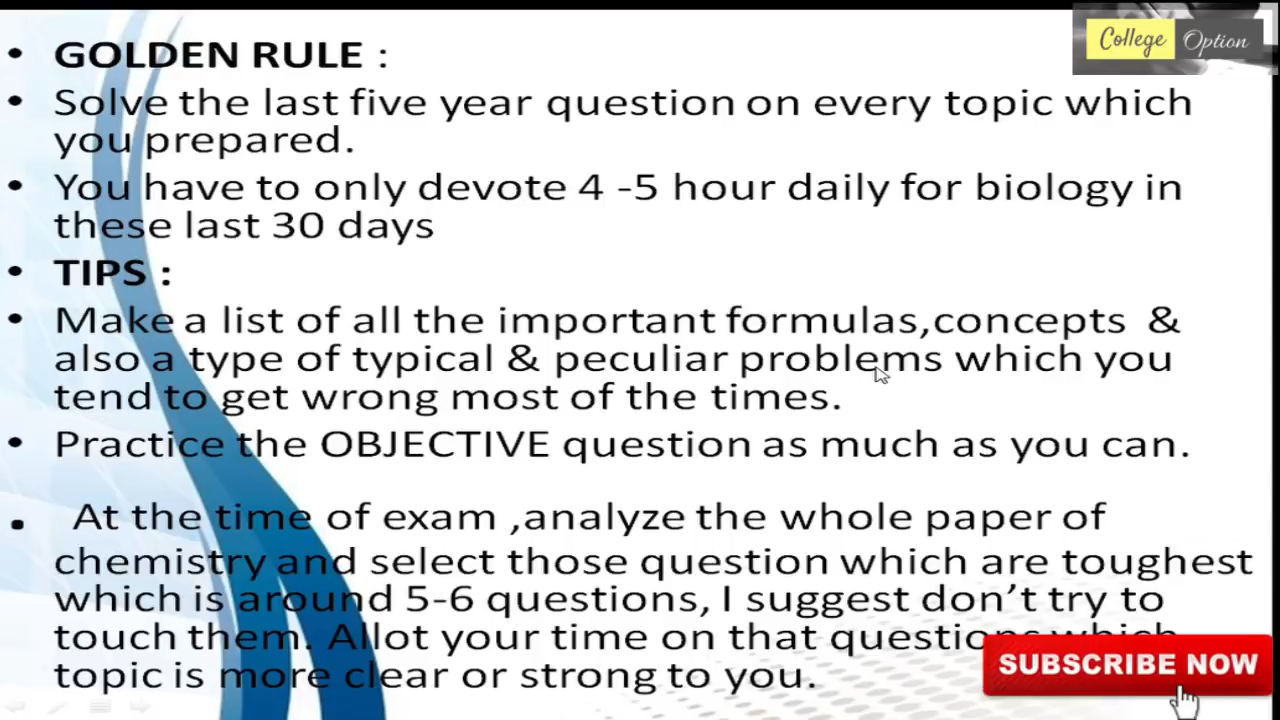 College Option
• GOLDEN RULE :
• Solve the last five year question on every topic which
you prepared.
• You have to only devote 4 -5 hour daily for biology in
these last 30 days
• TIPS :
• Make a list of all the important formulas,concepts &
also a type of typical & peculiar problems which you
tend to get wrong most of the times.
• Practice the OBJECTIVE question as much as you can.
• At the time of exam ,analyze the whole paper of
chemistry and select those question which are toughest
which is around 5-6 questions, I suggest don't try to
touch them. Allot your time on that questions which
topic is more clear or strong to you.
SUBSCRIBE NOW